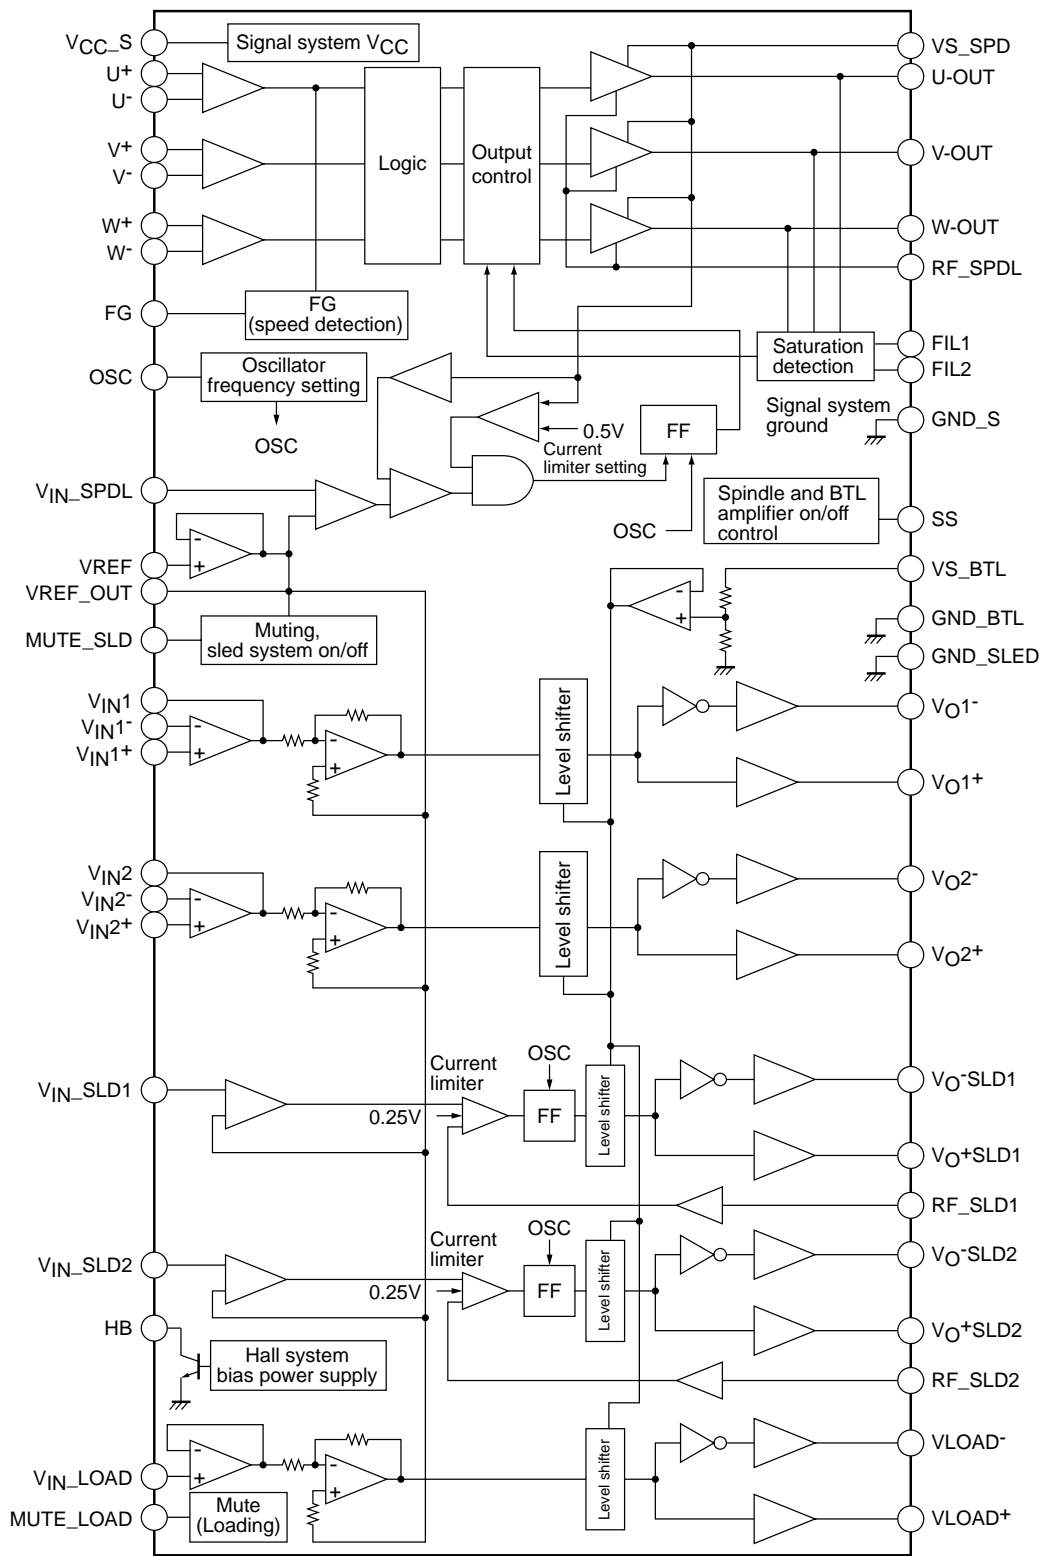 VCC_S
Signal system VCC
VS_SPD
U+
U-
U-OUT
V+
V-
Logic
Output
control
V-OUT
W+
W-
W-OUT
RF_SPDL
FG
FG
(speed detection)
Saturation
detection
FIL1
FIL2
OSC
Oscillator
frequency setting
OSC
0.5V
Current
limiter setting
FF
Signal system
ground
GND_S
VIN_SPDL
OSC
Spindle and BTL
amplifier on/off
control
SS
-
+
VREF
VREF_OUT
VS_BTL
-
+
GND_BTL
MUTE_SLD
Muting,
sled system on/off
GND_SLED
VIN1
VIN1-
VIN1+
-
+
-
+
Level shifter
VO1-
VO1+
VIN2
VIN2-
VIN2+
-
+
-
+
Level shifter
VO2-
VO2+
VIN_SLD1
Current
limiter
0.25V
OSC
FF
Level shifter
VO-SLD1
VO+SLD1
RF_SLD1
VIN_SLD2
Current
limiter
0.25V
OSC
FF
Level shifter
VO-SLD2
VO+SLD2
RF_SLD2
HB
Hall system
bias power supply
VIN_LOAD
-
+
-
+
Level shifter
VLOAD-
MUTE_LOAD
Mute
(Loading)
VLOAD+